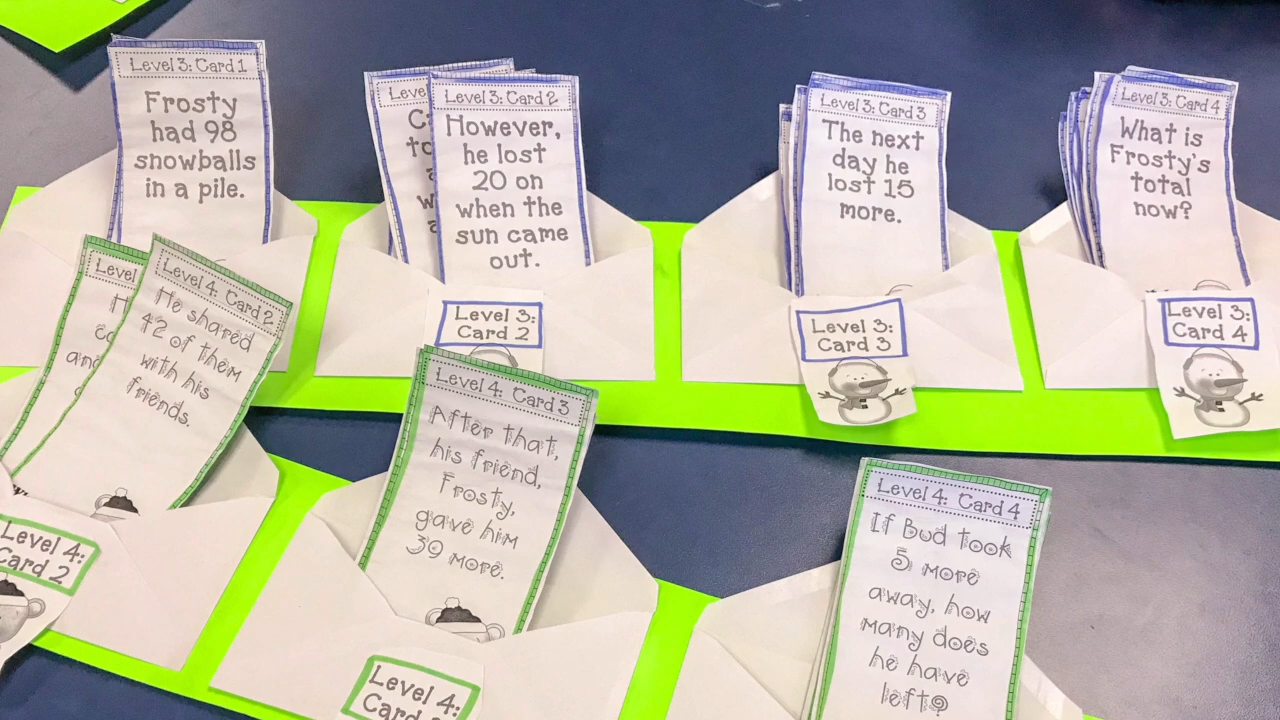 Level 3: Card 1
Frosty
had 98
snowballs
in a pile.
Level 3: Card 2
However,
he lost
20 on
when the
sun came
out.
Level 3:
Card 2
Level 3: Card 3
The next
day he
lost 15
more.
Level 3:
Card 3
Level 3: Card 4
What is
Frosty's
total
now?
Level 3:
Card 4
Level
Level 4: Card 2
He shared
42 of them
with his
friends.
Level 4:
Card 2
Level 4: Card 3
After that,
his friend,
Frosty,
gave him
39 more.
Level 4:
Level 4: Card 4
If Bud took
5 more
away, how
many does
he have
left?